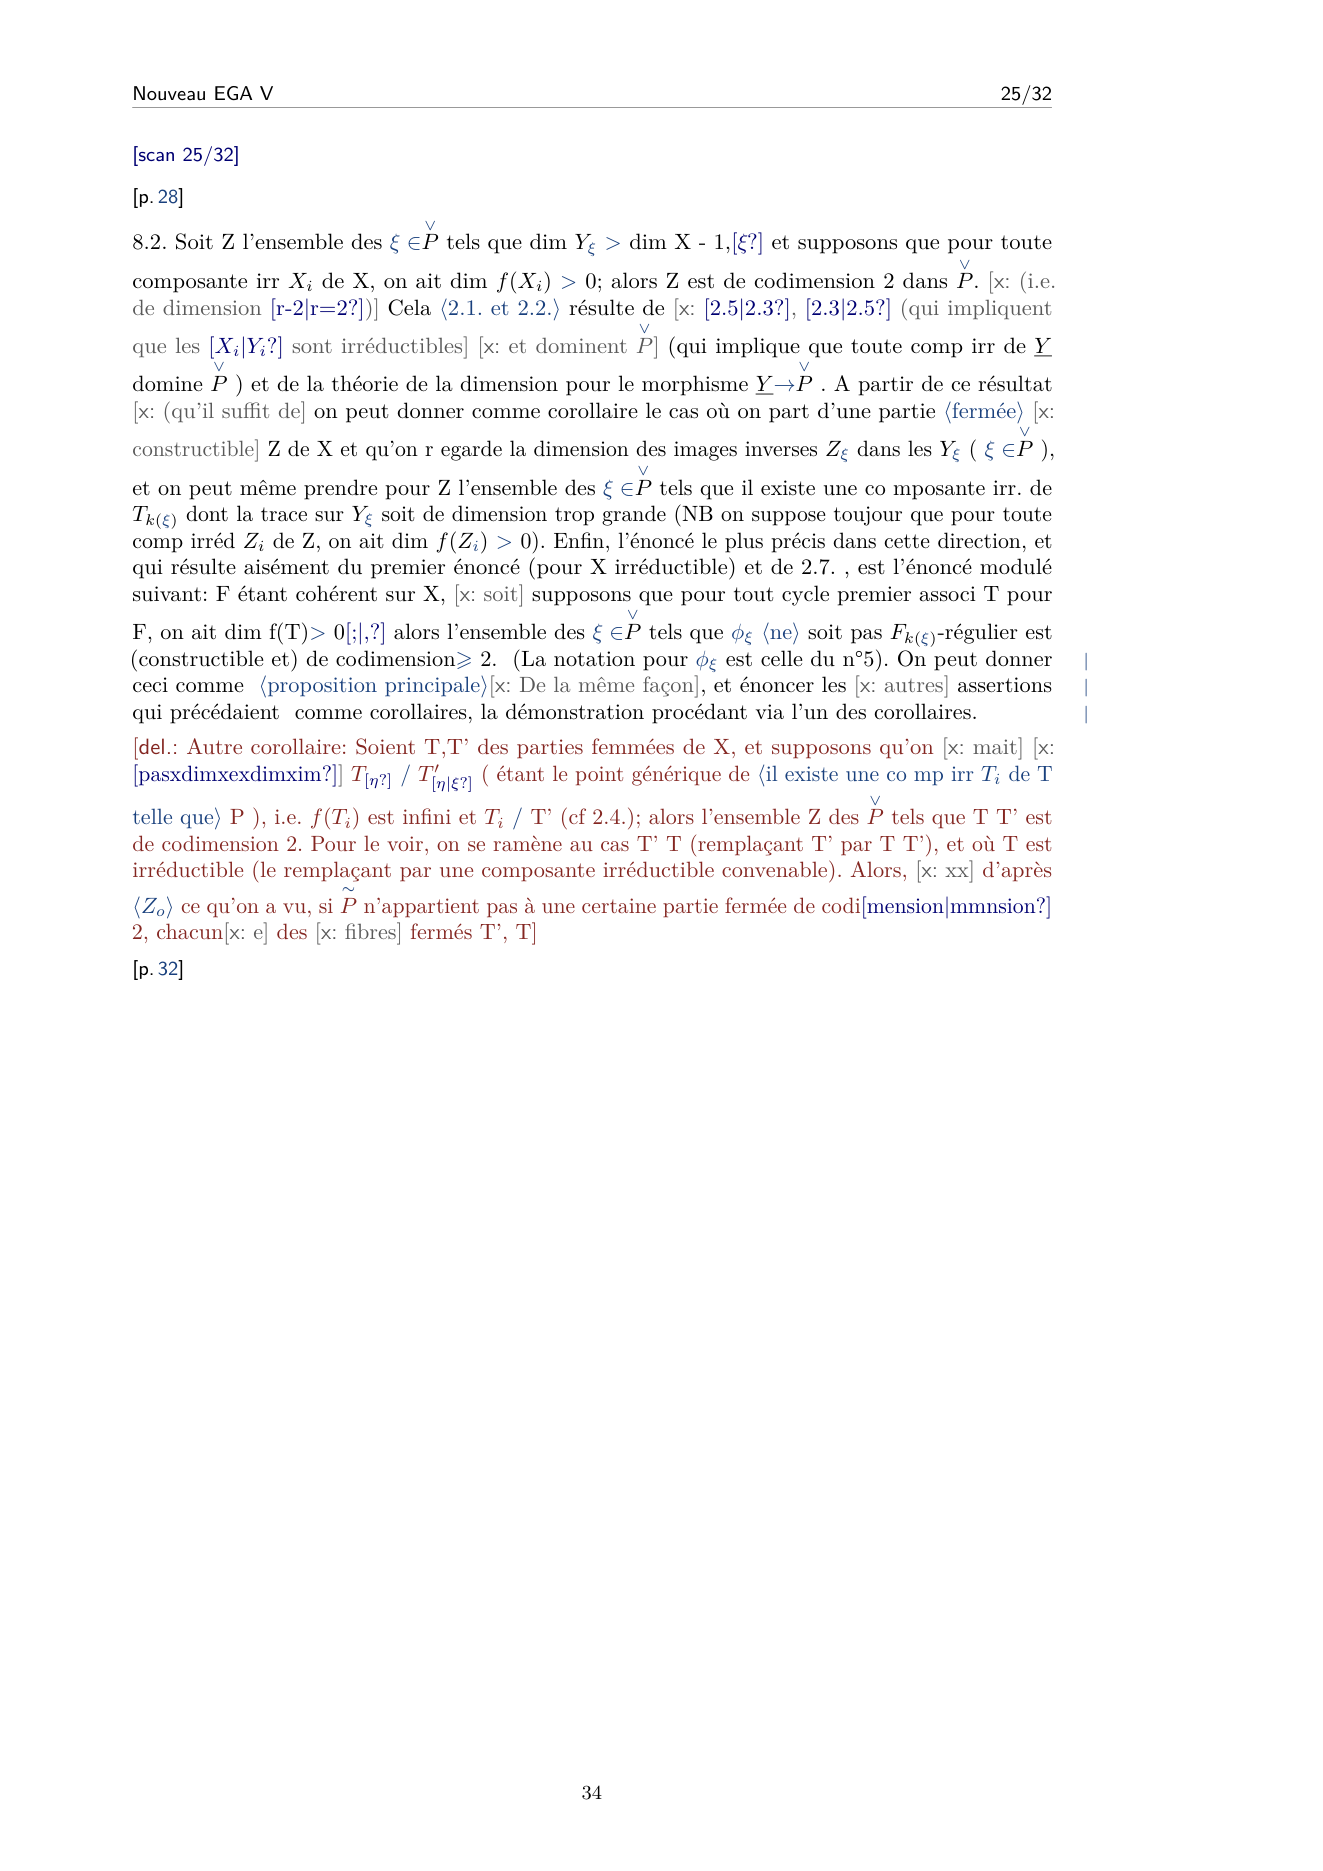 Nouveau EGA V 25/32
[scan 25/32]
[p. 28]
8.2. Soit Z l'ensemble des ξ ∈P̌ tels que dim Y_ξ > dim X - 1,[ξ?] et supposons que pour toute
composante irr X_i de X, on ait dim f(X_i) > 0; alors Z est de codimension 2 dans P̌. [x: (i.e.
de dimension [r-2|r=2?])] Cela ⟨2.1. et 2.2.⟩ résulte de [x: [2.5|2.3?], [2.3|2.5?] (qui impliquent
que les [X_i|Y_i?] sont irréductibles] [x: et dominent P̌] (qui implique que toute comp irr de Y
domine P̌ ) et de la théorie de la dimension pour le morphisme Y→P̌ . A partir de ce résultat
[x: (qu'il suffit de] on peut donner comme corollaire le cas où on part d'une partie ⟨fermée⟩ [x:
constructible] Z de X et qu'on r egarde la dimension des images inverses Z_ξ dans les Y_ξ ( ξ ∈P̌ ),
et on peut même prendre pour Z l'ensemble des ξ ∈P̌ tels que il existe une co mposante irr. de
T_k(ξ) dont la trace sur Y_ξ soit de dimension trop grande (NB on suppose toujour que pour toute
comp irréd Z_i de Z, on ait dim f(Z_i) > 0). Enfin, l'énoncé le plus précis dans cette direction, et
qui résulte aisément du premier énoncé (pour X irréductible) et de 2.7. , est l'énoncé modulé
suivant: F étant cohérent sur X, [x: soit] supposons que pour tout cycle premier associ T pour
F, on ait dim f(T)> 0[;|,?] alors l'ensemble des ξ ∈P̌ tels que ϕ_ξ ⟨ne⟩ soit pas F_k(ξ)-régulier est
(constructible et) de codimension⩾ 2. (La notation pour ϕ_ξ est celle du n°5). On peut donner |
ceci comme ⟨proposition principale⟩[x: De la même façon], et énoncer les [x: autres] assertions |
qui précédaient comme corollaires, la démonstration procédant via l'un des corollaires. |
[del.: Autre corollaire: Soient T,T' des parties femmées de X, et supposons qu'on [x: mait] [x:
[pasxdimxexdimxim?]] T_[η?] / T'_[η|ξ?] ( étant le point générique de ⟨il existe une co mp irr T_i de T
telle que⟩ P ), i.e. f(T_i) est infini et T_i / T' (cf 2.4.); alors l'ensemble Z des P̌ tels que T T' est
de codimension 2. Pour le voir, on se ramène au cas T' T (remplaçant T' par T T'), et où T est
irréductible (le remplaçant par une composante irréductible convenable). Alors, [x: xx] d'après
⟨Z_o⟩ ce qu'on a vu, si P̃ n'appartient pas à une certaine partie fermée de codi[mension|mmnsion?]
2, chacun[x: e] des [x: fibres] fermés T', T]
[p. 32]
34